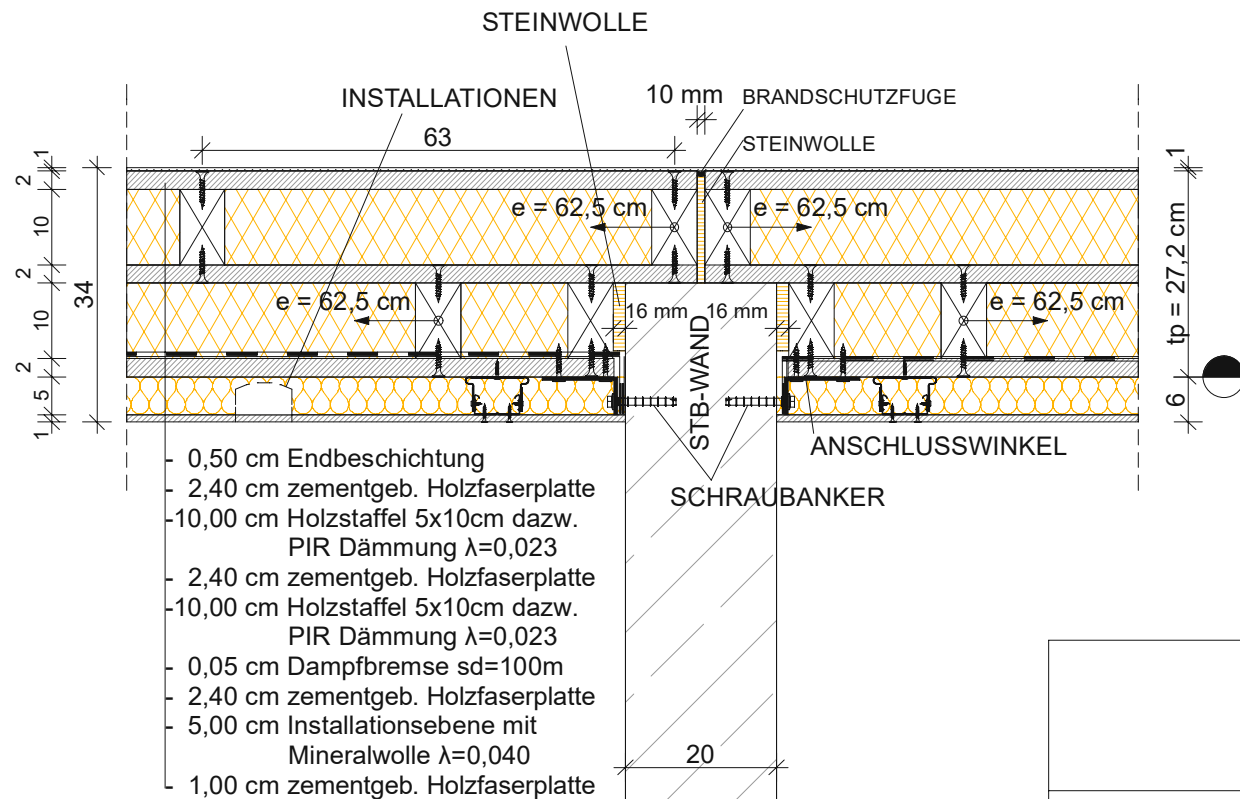 STEINWOLLE
INSTALLATIONEN
10 mm
BRANDSCHUTZFUGE
STEINWOLLE
63
1
2
10
2
10
2
5
1
34
e = 62,5 cm
e = 62,5 cm
e = 62,5 cm
e = 62,5 cm
16 mm
16 mm
STB-WAND
1
tp = 27,2 cm
6
ANSCHLUSSWINKEL
SCHRAUBANKER
- 0,50 cm Endbeschichtung
- 2,40 cm zementgeb. Holzfaserplatte
-10,00 cm Holzstaffel 5x10cm dazw.
PIR Dämmung λ=0,023
- 2,40 cm zementgeb. Holzfaserplatte
-10,00 cm Holzstaffel 5x10cm dazw.
PIR Dämmung λ=0,023
- 0,05 cm Dampfbremse sd=100m
- 2,40 cm zementgeb. Holzfaserplatte
- 5,00 cm Installationsebene mit
Mineralwolle λ=0,040
- 1,00 cm zementgeb. Holzfaserplatte
20